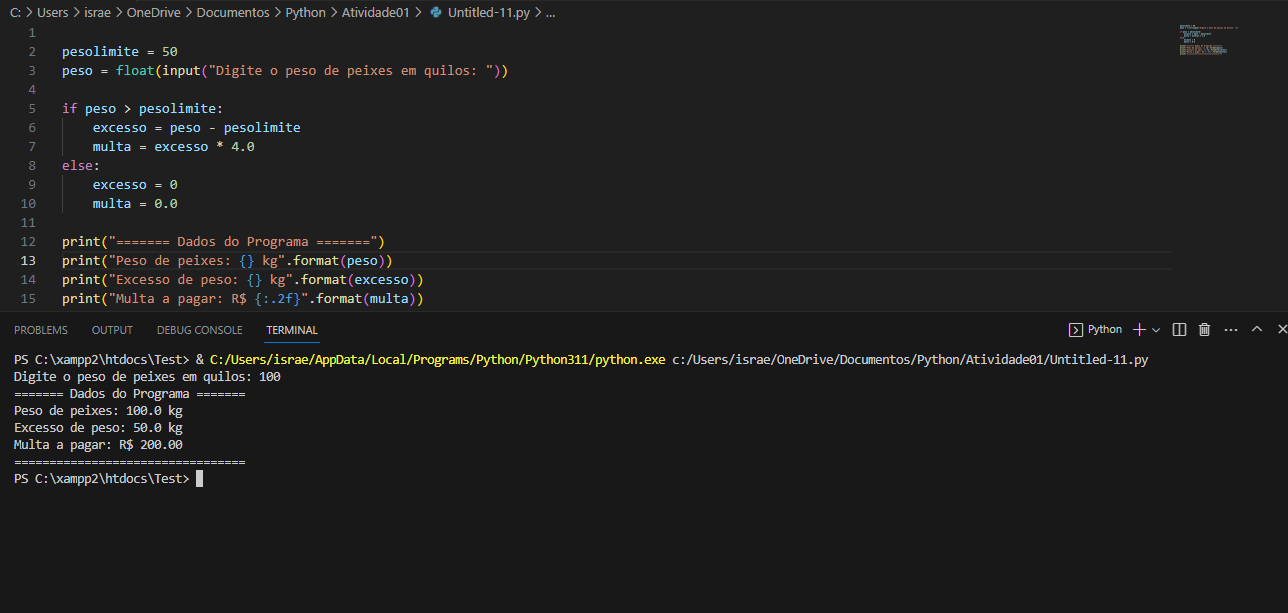 C: > Users > israe > OneDrive > Documentos > Python > Atividade01 > Untitled-11.py > ...
1
2 pesolimite = 50
3 peso = float(input("Digite o peso de peixes em quilos: "))
4
5 if peso > pesolimite:
6     excesso = peso - pesolimite
7     multa = excesso * 4.0
8 else:
9     excesso = 0
10     multa = 0.0
11
12 print("======= Dados do Programa =======")
13 print("Peso de peixes: {} kg".format(peso))
14 print("Excesso de peso: {} kg".format(excesso))
15 print("Multa a pagar: R$ {:.2f}".format(multa))
PROBLEMS OUTPUT DEBUG CONSOLE TERMINAL Python
PS C:\xampp2\htdocs\Test> & C:/Users/israe/AppData/Local/Programs/Python/Python311/python.exe c:/Users/israe/OneDrive/Documentos/Python/Atividade01/Untitled-11.py
Digite o peso de peixes em quilos: 100
======= Dados do Programa =======
Peso de peixes: 100.0 kg
Excesso de peso: 50.0 kg
Multa a pagar: R$ 200.00
=================================
PS C:\xampp2\htdocs\Test>